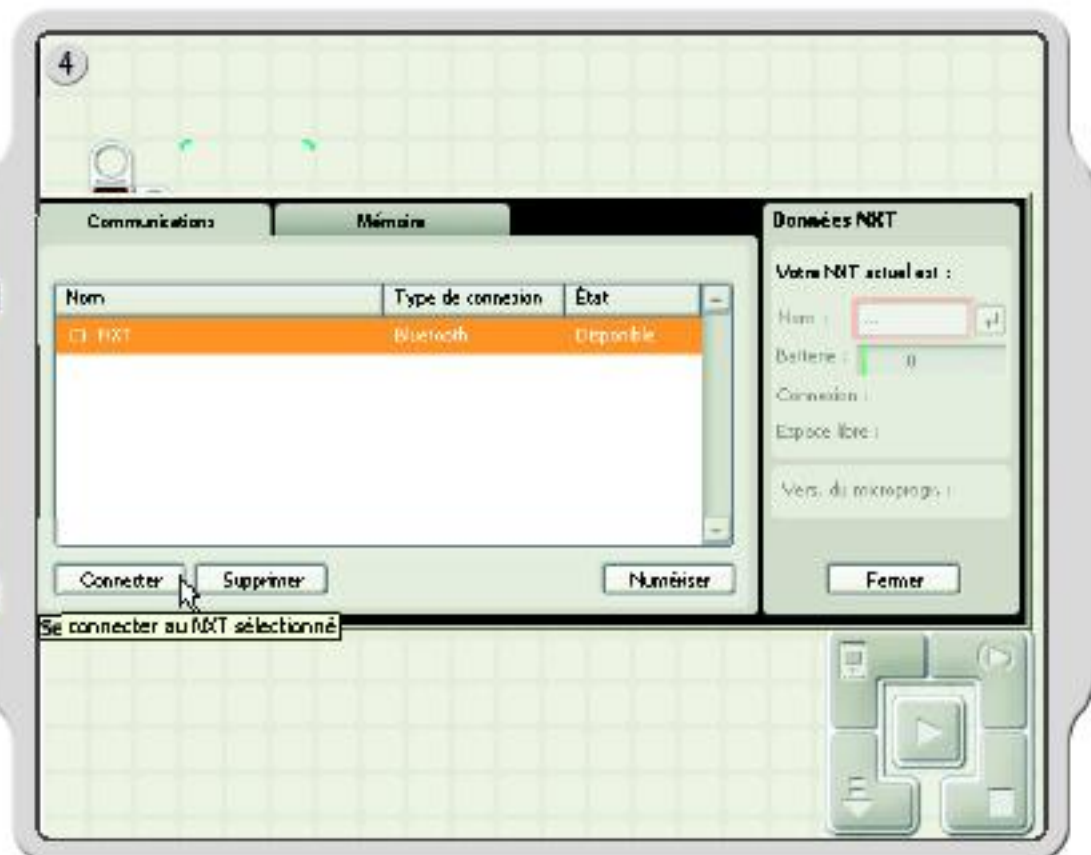 4
Communications
Mémoire
Nom
Type de connexion
État
NXT
Bluetooth
Disponible
Connecter
Supprimer
Numériser
Se connecter au NXT sélectionné
Données NXT
Votre NXT actuel est :
Nom :
...
Batterie :
0
Connexion :
Espace libre :
Vers. du microprogr. :
Fermer